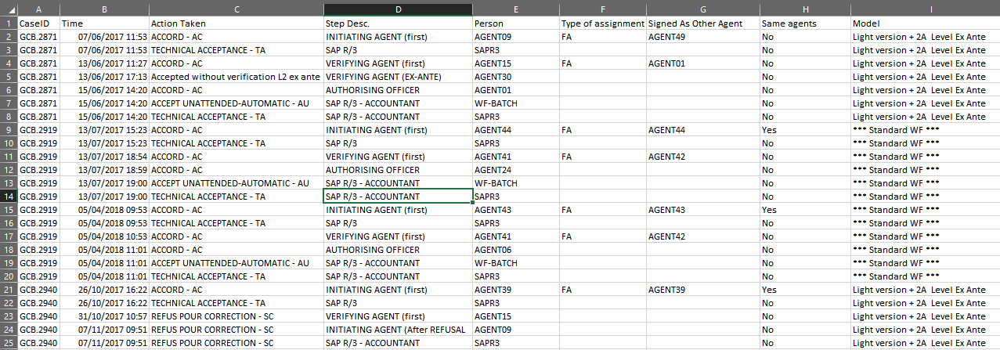 A B C D E F G H I
1 CaseID Time Action Taken Step Desc. Person Type of assignment Signed As Other Agent Same agents Model
2 GCB.2871 07/06/2017 11:53 ACCORD - AC INITIATING AGENT (first) AGENT09 FA AGENT49 No Light version + 2A Level Ex Ante
3 GCB.2871 07/06/2017 11:53 TECHNICAL ACCEPTANCE - TA SAP R/3 SAPR3 No Light version + 2A Level Ex Ante
4 GCB.2871 13/06/2017 11:27 ACCORD - AC VERIFYING AGENT (first) AGENT15 FA AGENT01 No Light version + 2A Level Ex Ante
5 GCB.2871 13/06/2017 17:13 Accepted without verification L2 ex ante VERIFYING AGENT (EX-ANTE) AGENT30 No Light version + 2A Level Ex Ante
6 GCB.2871 15/06/2017 14:20 ACCORD - AC AUTHORISING OFFICER AGENT01 No Light version + 2A Level Ex Ante
7 GCB.2871 15/06/2017 14:20 ACCEPT UNATTENDED-AUTOMATIC - AU SAP R/3 - ACCOUNTANT WF-BATCH No Light version + 2A Level Ex Ante
8 GCB.2871 15/06/2017 14:20 TECHNICAL ACCEPTANCE - TA SAP R/3 - ACCOUNTANT SAPR3 No Light version + 2A Level Ex Ante
9 GCB.2919 13/07/2017 15:23 ACCORD - AC INITIATING AGENT (first) AGENT44 FA AGENT44 Yes *** Standard WF ***
10 GCB.2919 13/07/2017 15:23 TECHNICAL ACCEPTANCE - TA SAP R/3 SAPR3 No *** Standard WF ***
11 GCB.2919 13/07/2017 18:54 ACCORD - AC VERIFYING AGENT (first) AGENT41 FA AGENT42 No *** Standard WF ***
12 GCB.2919 13/07/2017 18:59 ACCORD - AC AUTHORISING OFFICER AGENT24 No *** Standard WF ***
13 GCB.2919 13/07/2017 19:00 ACCEPT UNATTENDED-AUTOMATIC - AU SAP R/3 - ACCOUNTANT WF-BATCH No *** Standard WF ***
14 GCB.2919 13/07/2017 19:00 TECHNICAL ACCEPTANCE - TA SAP R/3 - ACCOUNTANT SAPR3 No *** Standard WF ***
15 GCB.2919 05/04/2018 09:53 ACCORD - AC INITIATING AGENT (first) AGENT43 FA AGENT43 Yes *** Standard WF ***
16 GCB.2919 05/04/2018 09:53 TECHNICAL ACCEPTANCE - TA SAP R/3 SAPR3 No *** Standard WF ***
17 GCB.2919 05/04/2018 10:53 ACCORD - AC VERIFYING AGENT (first) AGENT41 FA AGENT42 No *** Standard WF ***
18 GCB.2919 05/04/2018 11:01 ACCORD - AC AUTHORISING OFFICER AGENT06 No *** Standard WF ***
19 GCB.2919 05/04/2018 11:01 ACCEPT UNATTENDED-AUTOMATIC - AU SAP R/3 - ACCOUNTANT WF-BATCH No *** Standard WF ***
20 GCB.2919 05/04/2018 11:01 TECHNICAL ACCEPTANCE - TA SAP R/3 - ACCOUNTANT SAPR3 No *** Standard WF ***
21 GCB.2940 26/10/2017 16:22 ACCORD - AC INITIATING AGENT (first) AGENT39 FA AGENT39 Yes Light version + 2A Level Ex Ante
22 GCB.2940 26/10/2017 16:22 TECHNICAL ACCEPTANCE - TA SAP R/3 SAPR3 No Light version + 2A Level Ex Ante
23 GCB.2940 31/10/2017 10:57 REFUS POUR CORRECTION - SC VERIFYING AGENT (first) AGENT15 No Light version + 2A Level Ex Ante
24 GCB.2940 07/11/2017 09:51 REFUS POUR CORRECTION - SC INITIATING AGENT (After REFUSAL AGENT09 No Light version + 2A Level Ex Ante
25 GCB.2940 07/11/2017 09:51 REFUS POUR CORRECTION - SC SAP R/3 - ACCOUNTANT SAPR3 No Light version + 2A Level Ex Ante